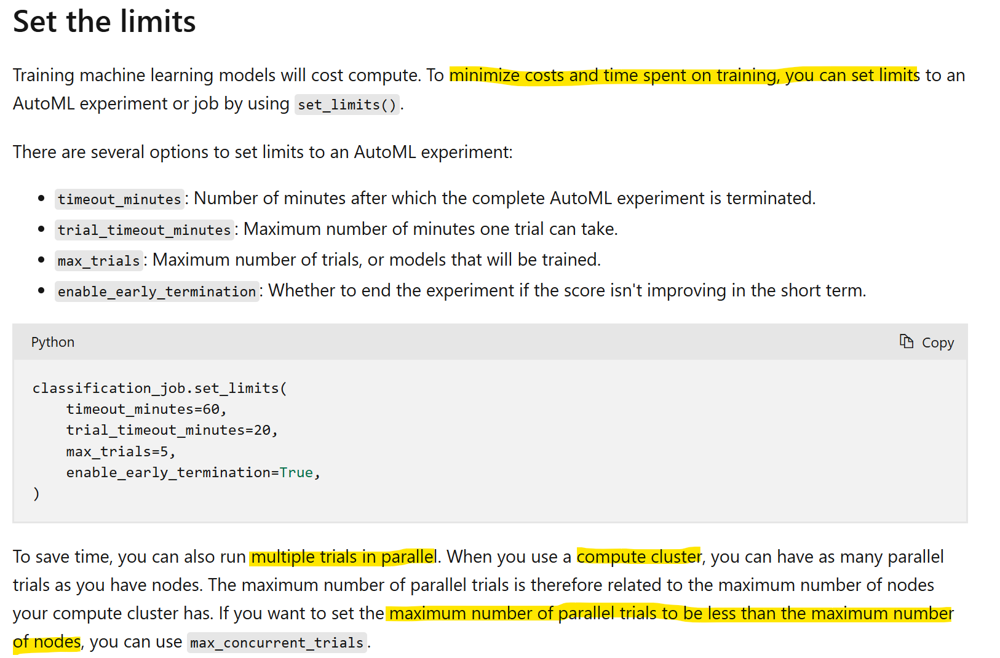 Set the limits
Training machine learning models will cost compute. To minimize costs and time spent on training, you can set limits to an
AutoML experiment or job by using set_limits().
There are several options to set limits to an AutoML experiment:
• timeout_minutes: Number of minutes after which the complete AutoML experiment is terminated.
• trial_timeout_minutes: Maximum number of minutes one trial can take.
• max_trials: Maximum number of trials, or models that will be trained.
• enable_early_termination: Whether to end the experiment if the score isn't improving in the short term.
Python Copy
classification_job.set_limits(
    timeout_minutes=60,
    trial_timeout_minutes=20,
    max_trials=5,
    enable_early_termination=True,
)
To save time, you can also run multiple trials in parallel. When you use a compute cluster, you can have as many parallel
trials as you have nodes. The maximum number of parallel trials is therefore related to the maximum number of nodes
your compute cluster has. If you want to set the maximum number of parallel trials to be less than the maximum number
of nodes, you can use max_concurrent_trials.